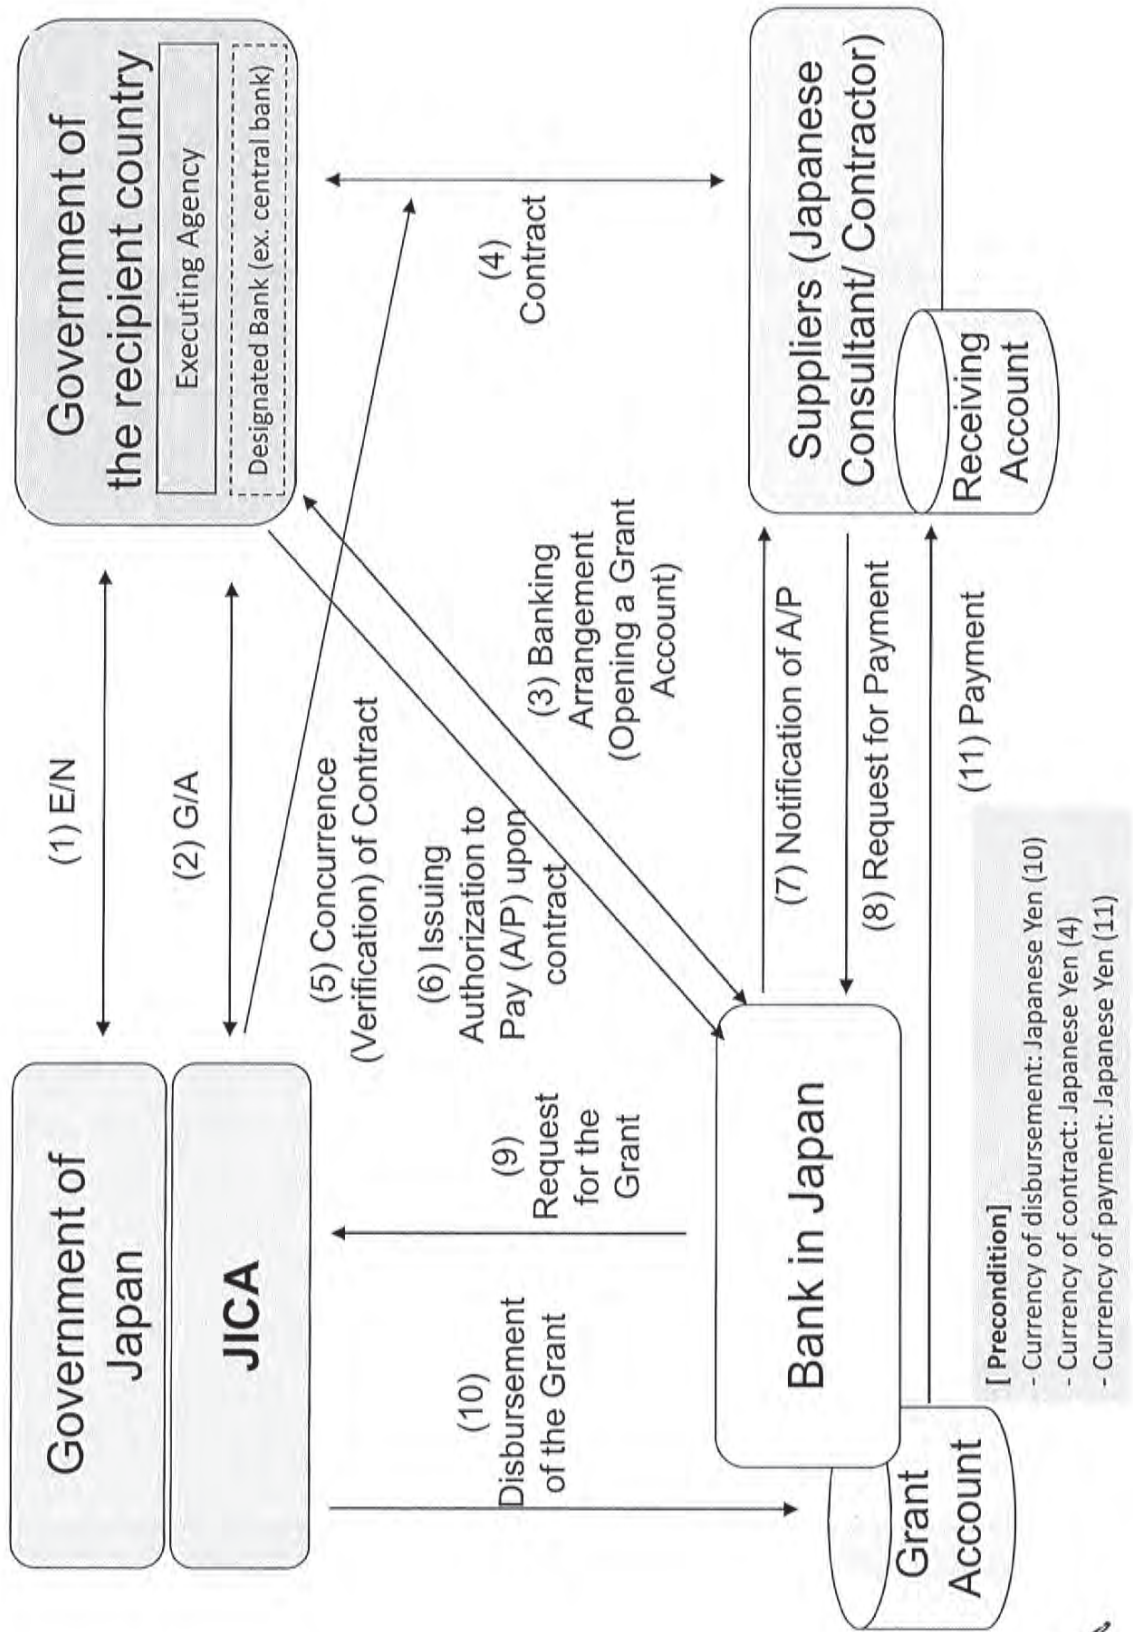 Government of
Japan
JICA
(1) E/N
(2) G/A
Government of
the recipient country
Executing Agency
Designated Bank (ex. central bank)
(5) Concurrence
(Verification) of Contract
(6) Issuing
Authorization to
Pay (A/P) upon
contract
(3) Banking
Arrangement
(Opening a Grant
Account)
(4)
Contract
(9)
Request
for the
Grant
(10)
Disbursement
of the Grant
Bank in Japan
Grant
Account
(7) Notification of A/P
(8) Request for Payment
(11) Payment
Suppliers (Japanese
Consultant/ Contractor)
Receiving
Account
[Precondition]
- Currency of disbursement: Japanese Yen (10)
- Currency of contract: Japanese Yen (4)
- Currency of payment: Japanese Yen (11)